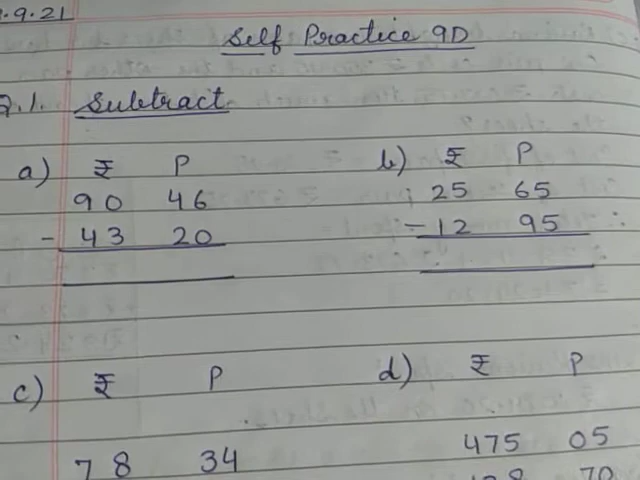 .9.21
Self Practice 9D
Q.1. Subtract
a) ₹ P b) ₹ P
90 46 25 65
- 43 20 - 12 95
c) ₹ P d) ₹ P
78 34 475 05
70